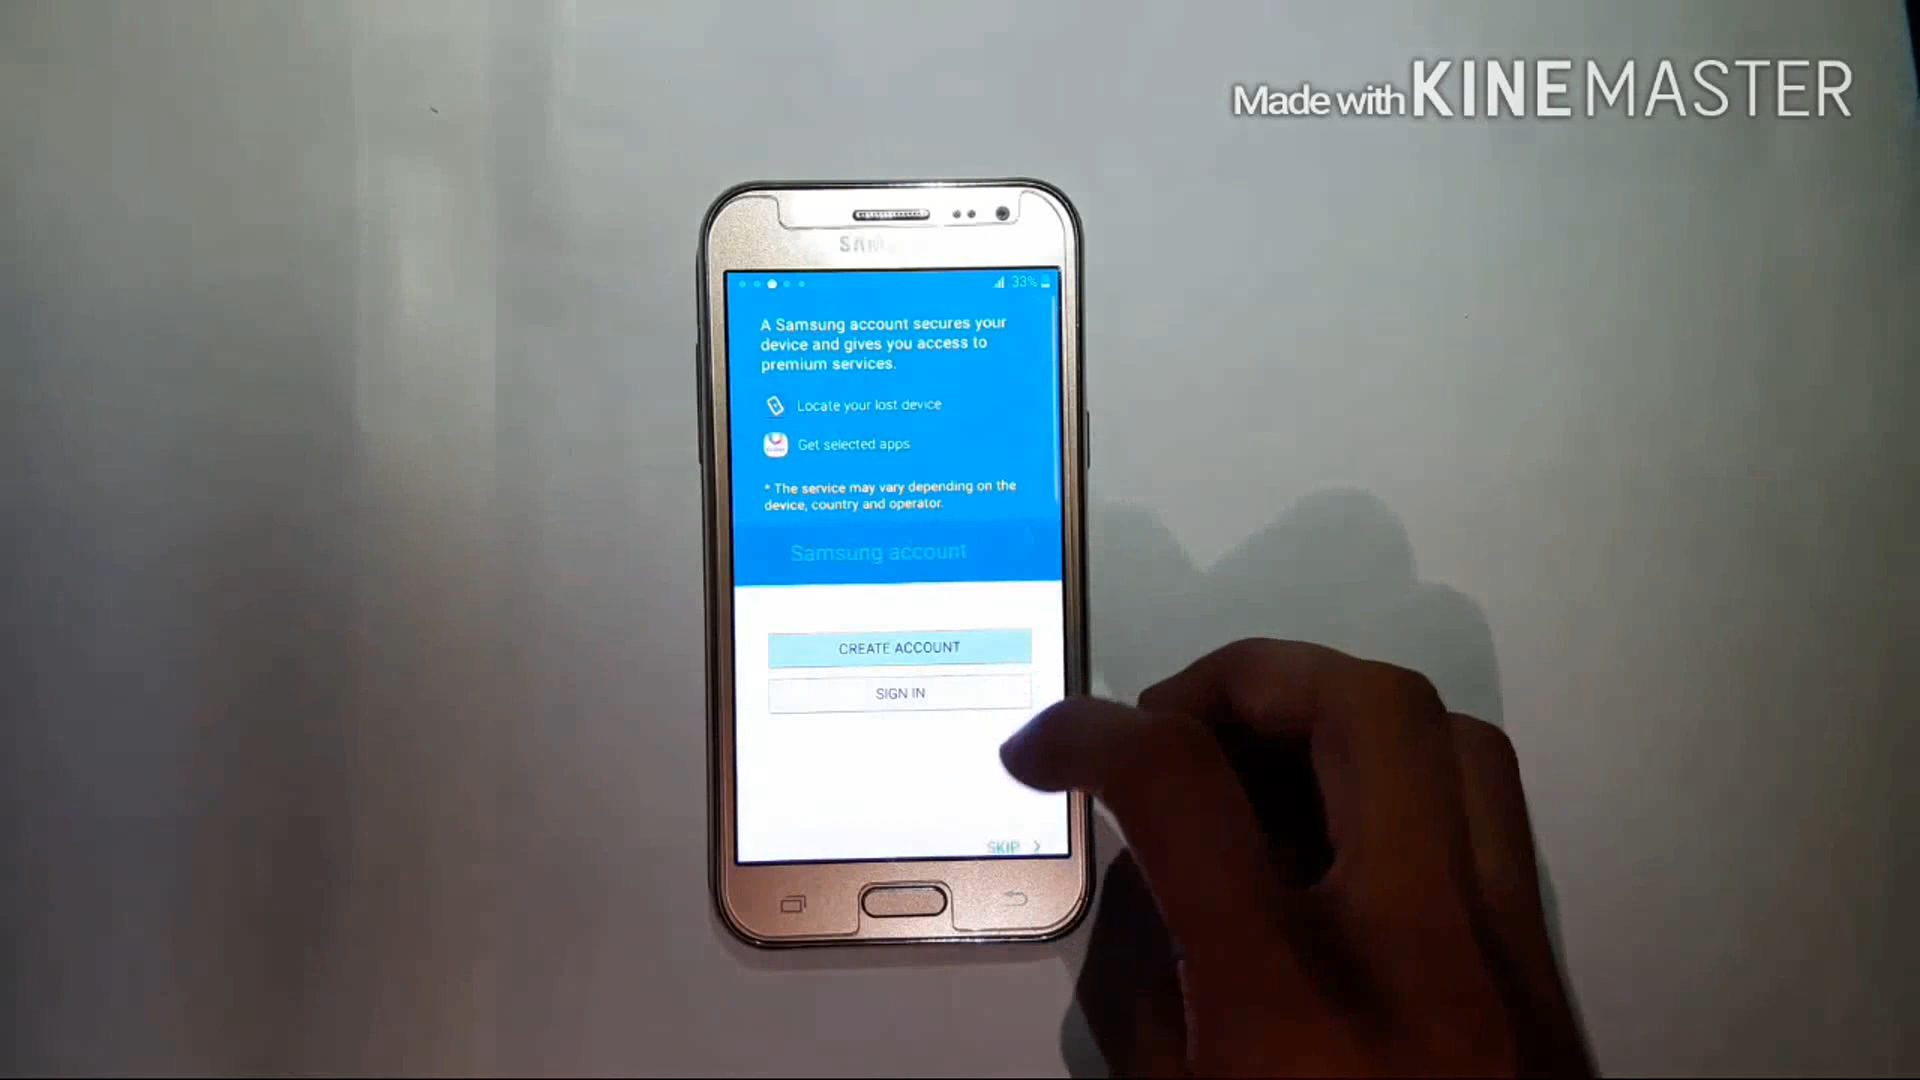 Made with KINEMASTER
SAM
33%
A Samsung account secures your
device and gives you access to
premium services.
Locate your lost device
Get selected apps
* The service may vary depending on the
device, country and operator.
Samsung account
CREATE ACCOUNT
SIGN IN
SKIP >